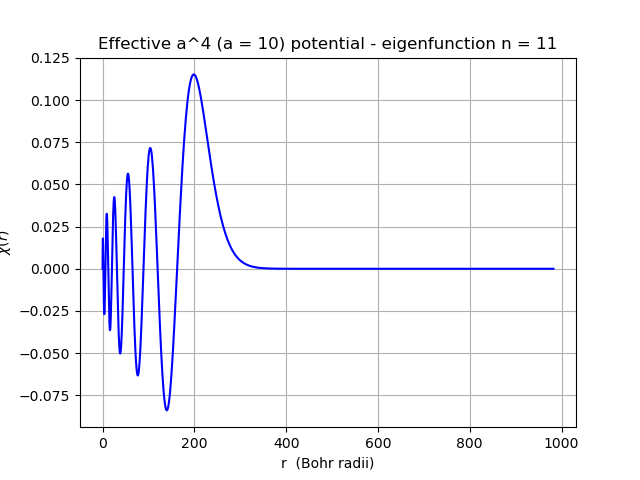 Effective a^4 (a = 10) potential - eigenfunction n = 11
0.125
0.100
0.075
0.050
0.025
0.000
−0.025
−0.050
−0.075
χ(r)
0 200 400 600 800 1000
r (Bohr radii)